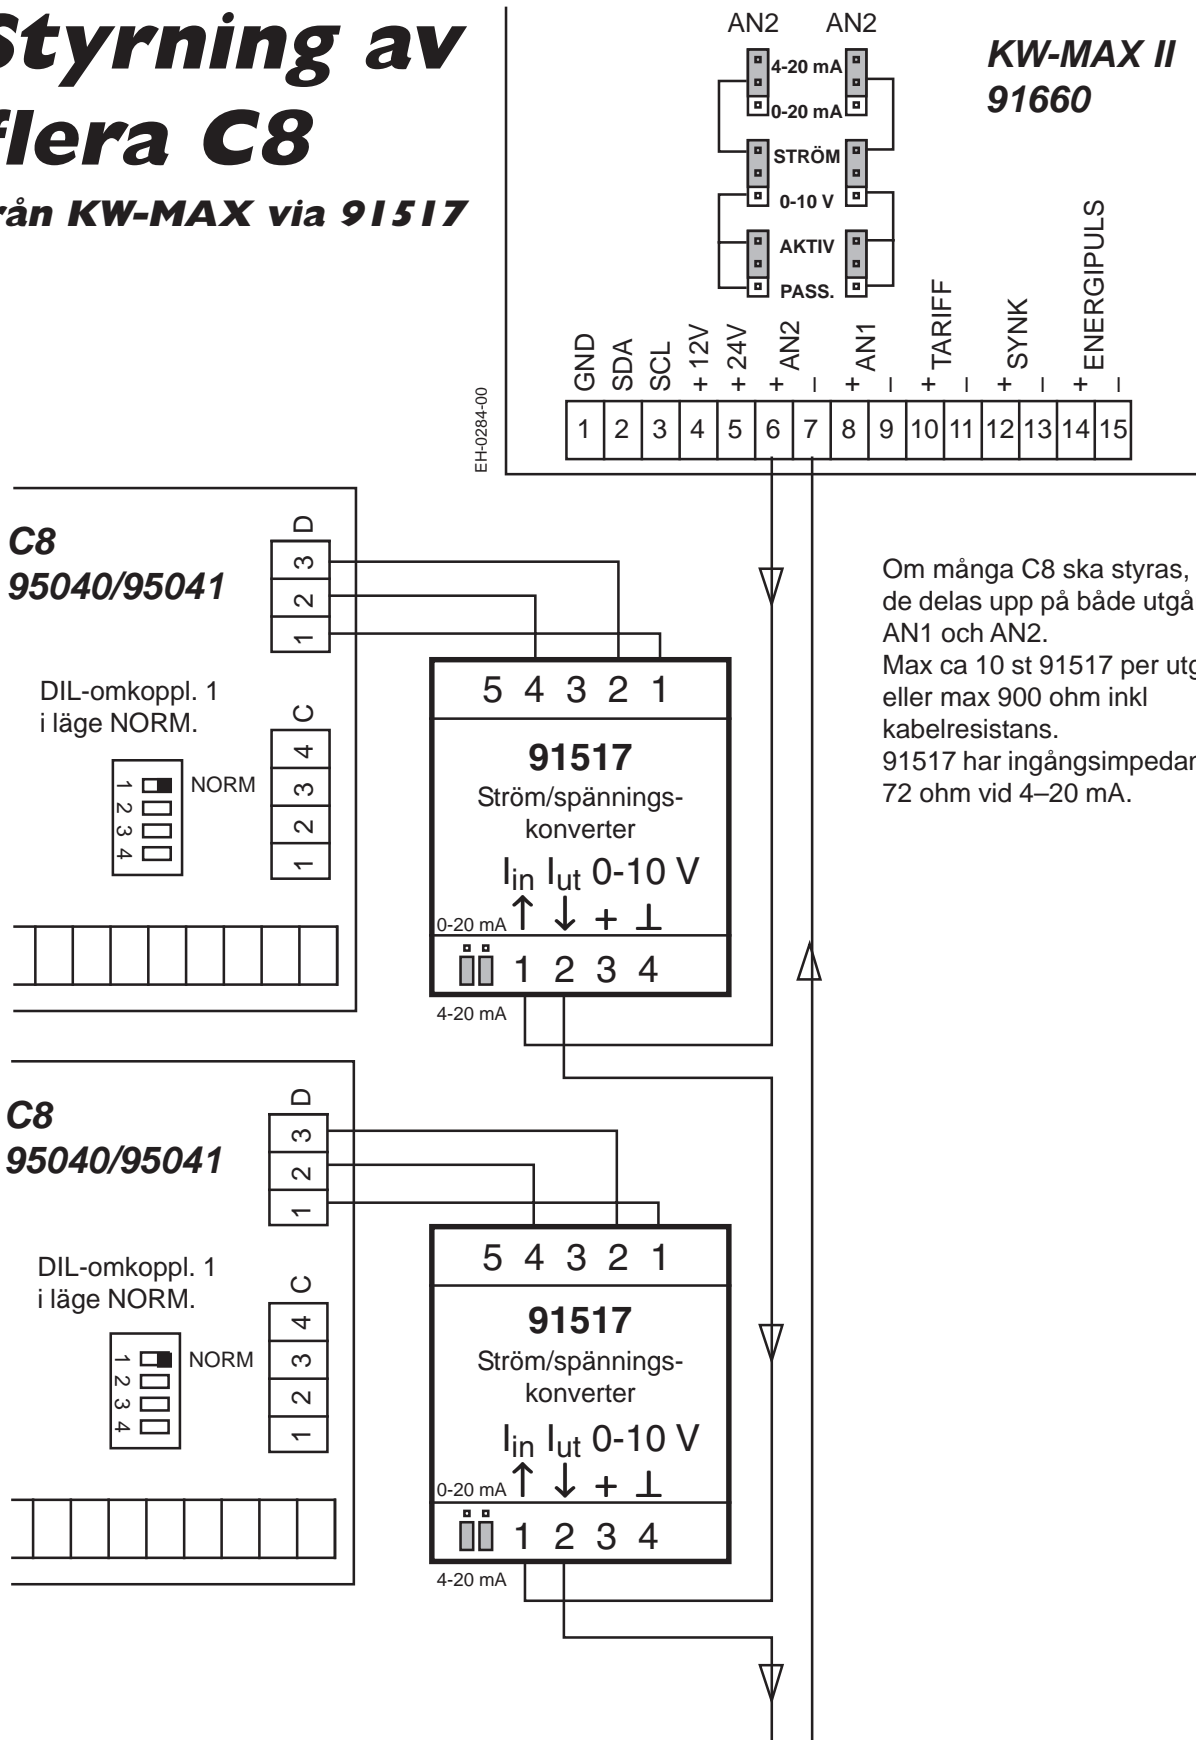 Styrning av
flera C8
från KW-MAX via 91517
AN2 AN2
4-20 mA
0-20 mA
STRÖM
0-10 V
AKTIV
PASS.
KW-MAX II
91660
GND
SDA
SCL
+ 12V
+ 24V
+ AN2 –
+ AN1 –
+ TARIFF –
+ SYNK –
+ ENERGIPULS –
1 2 3 4 5 6 7 8 9 10 11 12 13 14 15
EH-0284-00
C8
95040/95041
D
3
2
1
DIL-omkoppl. 1
i läge NORM.
1 NORM
2
3
4
C
4
3
2
1
5 4 3 2 1
91517
Ström/spännings-
konverter
Iin Iut 0-10 V
0-20 mA ↑ ↓ + ⊥
1 2 3 4
4-20 mA
Om många C8 ska styras,
de delas upp på både
AN1 och AN2.
Max ca 10 st 91517 per
eller max 900 ohm inkl
kabelresistans.
91517 har
72 ohm vid 4–20 mA.
C8
95040/95041
D
3
2
1
DIL-omkoppl. 1
i läge NORM.
1 NORM
2
3
4
C
4
3
2
1
5 4 3 2 1
91517
Ström/spännings-
konverter
Iin Iut 0-10 V
0-20 mA ↑ ↓ + ⊥
1 2 3 4
4-20 mA